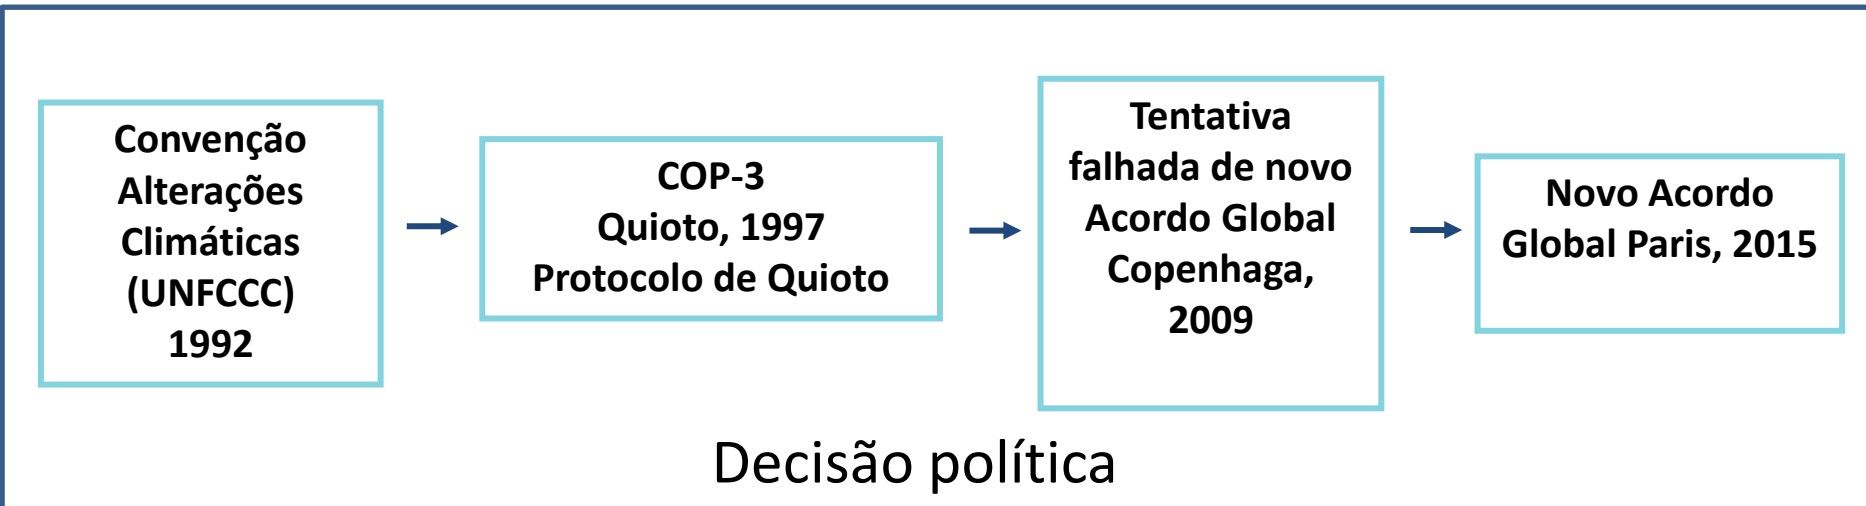 Convenção
Alterações
Climáticas
(UNFCCC)
1992
COP-3
Quioto, 1997
Protocolo de Quioto
Tentativa
falhada de novo
Acordo Global
Copenhaga,
2009
Novo Acordo
Global Paris, 2015
Decisão política